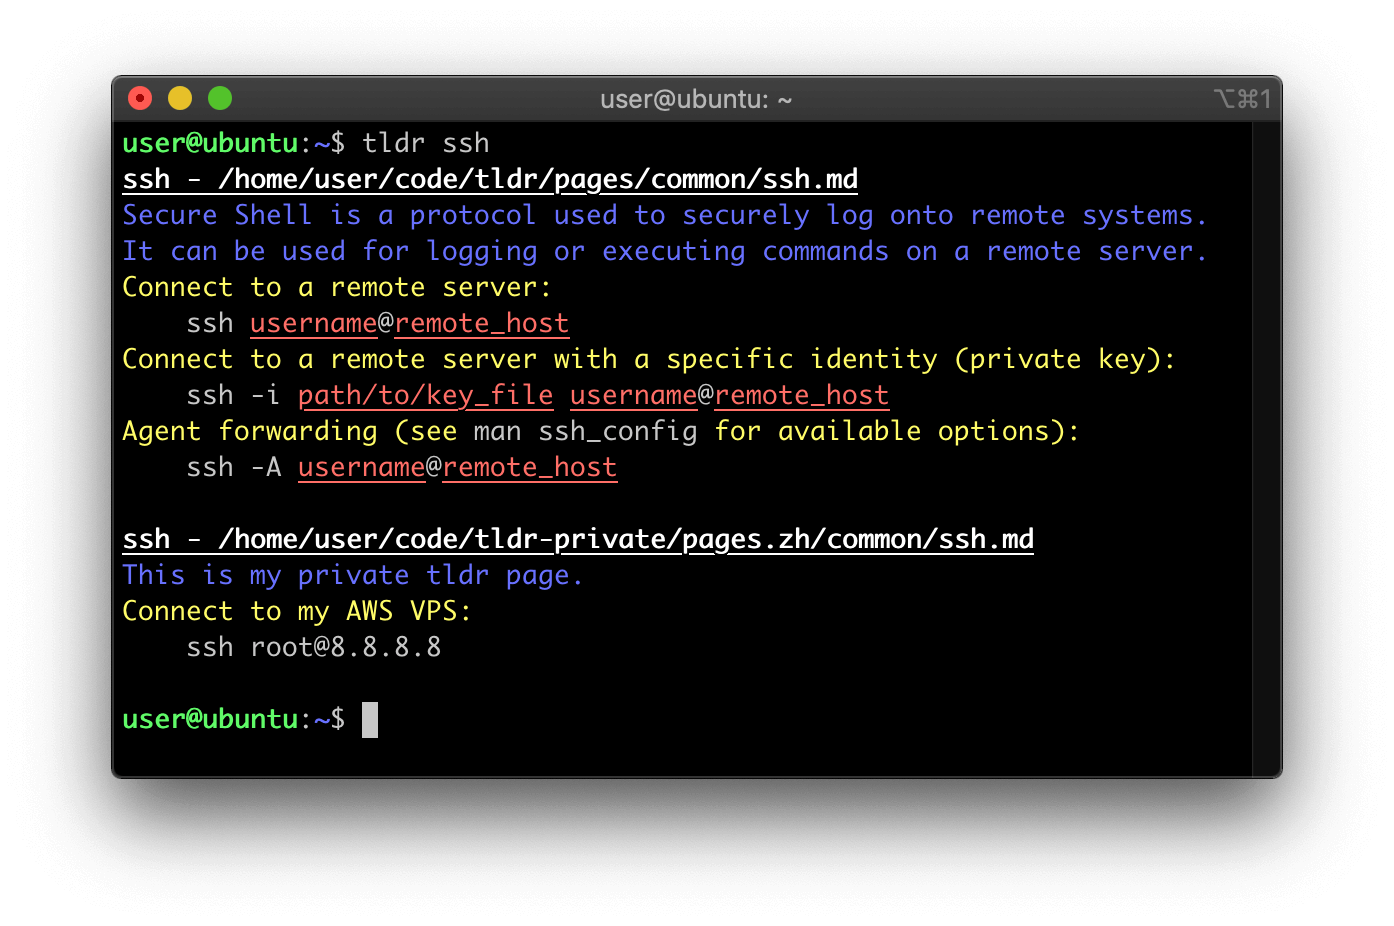 user@ubuntu: ~
⌥⌘1
user@ubuntu:~$ tldr ssh
ssh - /home/user/code/tldr/pages/common/ssh.md
Secure Shell is a protocol used to securely log onto remote systems.
It can be used for logging or executing commands on a remote server.
Connect to a remote server:
    ssh username@remote_host
Connect to a remote server with a specific identity (private key):
    ssh -i path/to/key_file username@remote_host
Agent forwarding (see man ssh_config for available options):
    ssh -A username@remote_host
ssh - /home/user/code/tldr-private/pages.zh/common/ssh.md
This is my private tldr page.
Connect to my AWS VPS:
    ssh root@8.8.8.8
user@ubuntu:~$